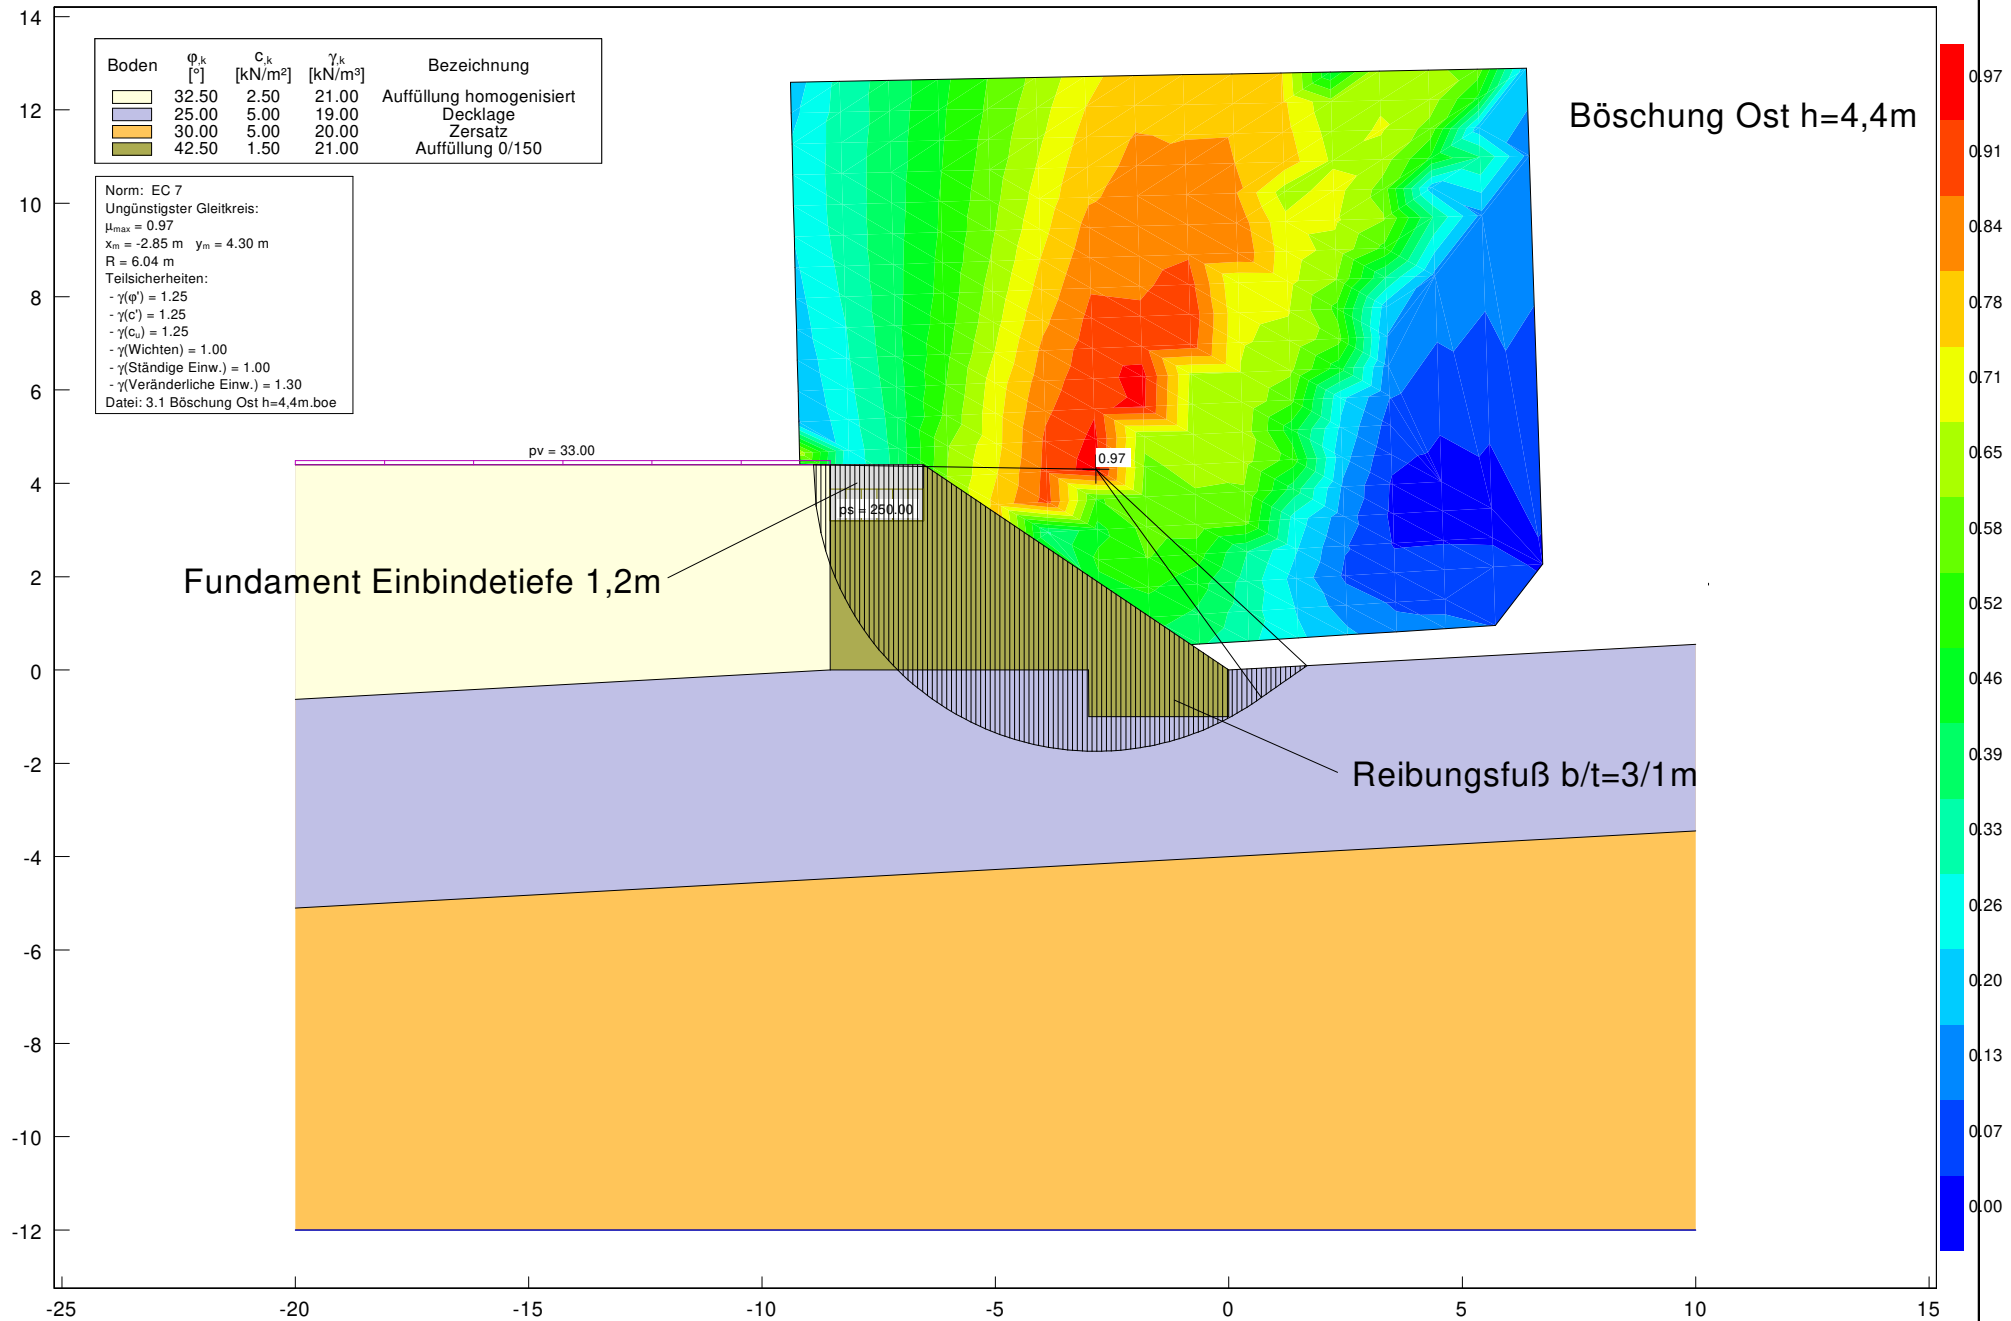 14
12
10
8
6
4
2
0
-2
-4
-6
-8
-10
-12
-25
-20
-15
-10
-5
0
5
10
15
Boden φ,k [°] c,k [kN/m²] γ,k [kN/m³] Bezeichnung
32.50 2.50 21.00 Auffüllung homogenisiert
25.00 5.00 19.00 Decklage
30.00 5.00 20.00 Zersatz
42.50 1.50 21.00 Auffüllung 0/150
Norm: EC 7
Ungünstigster Gleitkreis:
μmax = 0.97
xm = -2.85 m ym = 4.30 m
R = 6.04 m
Teilsicherheiten:
- γ(φ') = 1.25
- γ(c') = 1.25
- γ(cu) = 1.25
- γ(Wichten) = 1.00
- γ(Ständige Einw.) = 1.00
- γ(Veränderliche Einw.) = 1.30
Datei: 3.1 Böschung Ost h=4,4m.boe
Böschung Ost h=4,4m
pv = 33.00
0.97
ps = 250.00
Fundament Einbindetiefe 1,2m
Reibungsfuß b/t=3/1m
0.97
0.91
0.84
0.78
0.71
0.65
0.58
0.52
0.46
0.39
0.33
0.26
0.20
0.13
0.07
0.00